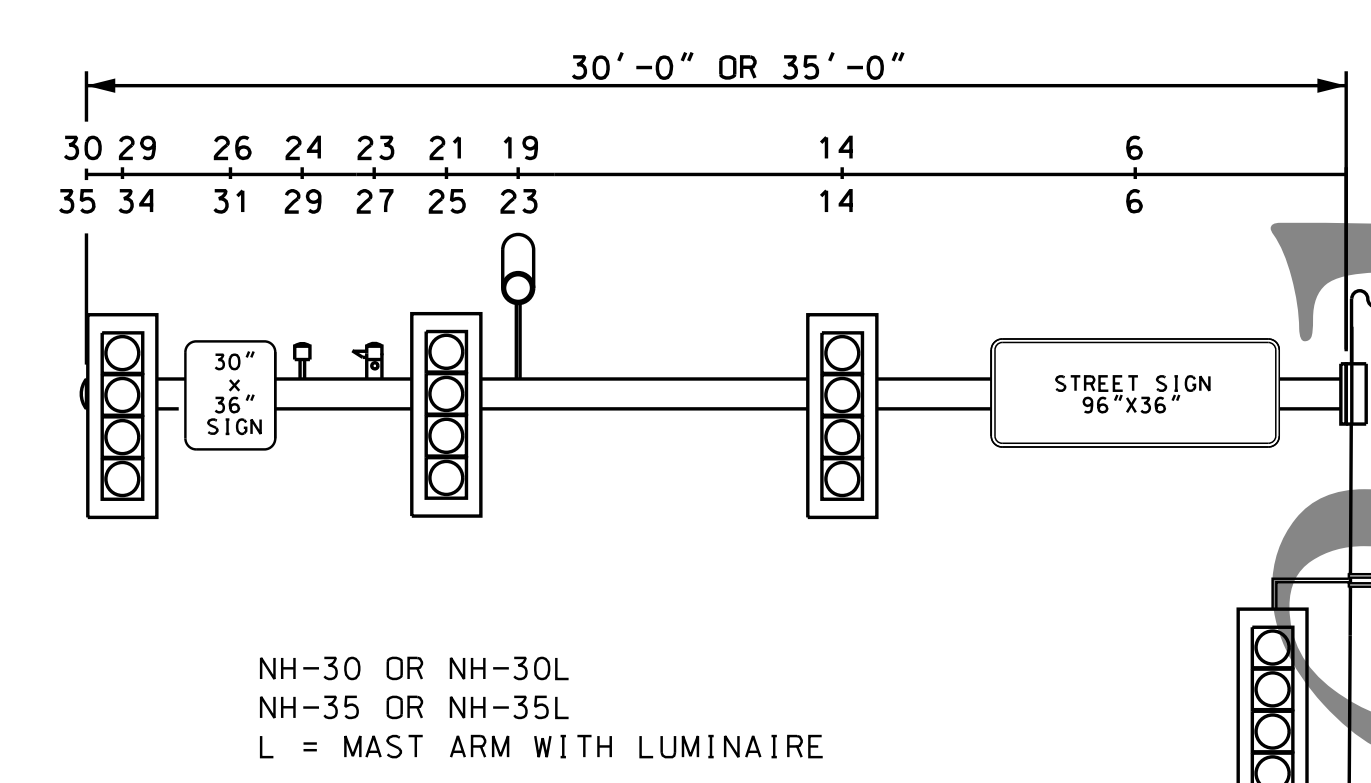 30'-0" OR 35'-0"
30 29 26 24 23 21 19 14 6
35 34 31 29 27 25 23 14 6
30"
x
36"
SIGN
STREET SIGN
96"X36"
NH-30 OR NH-30L
NH-35 OR NH-35L
L = MAST ARM WITH LUMINAIRE